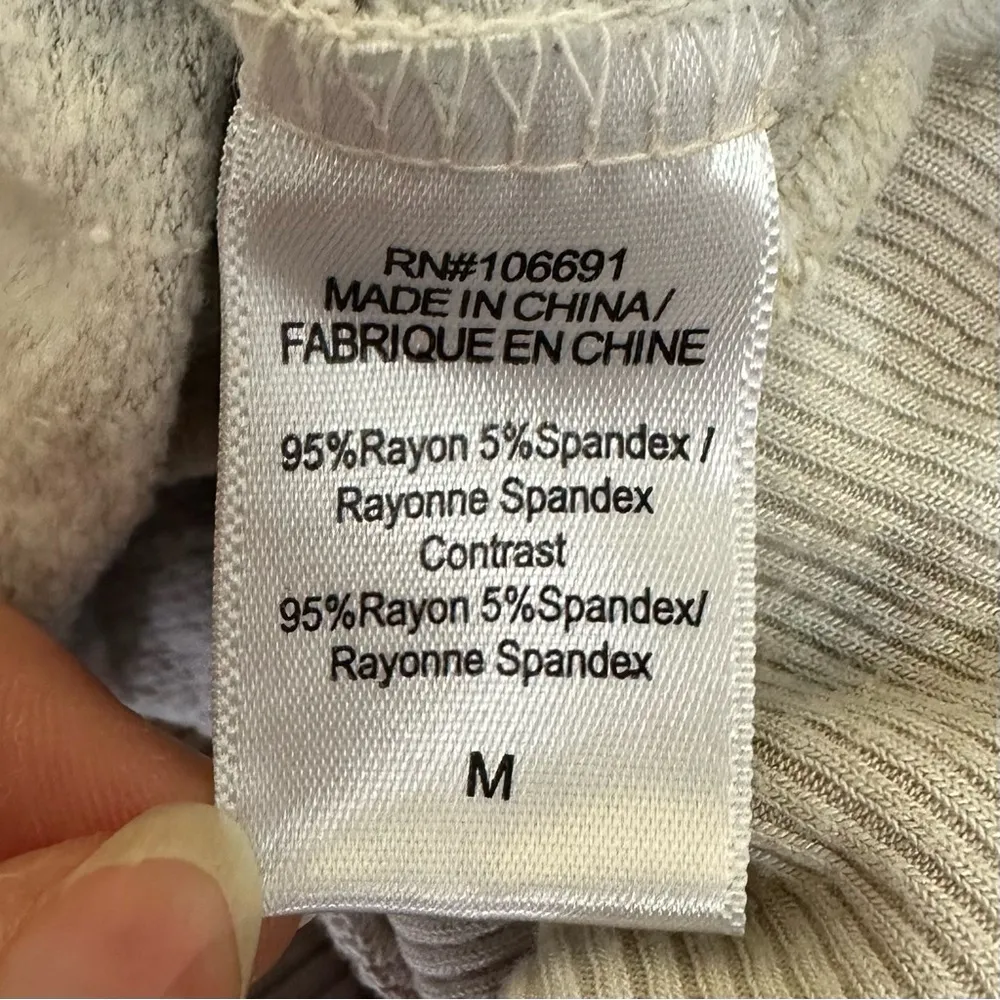 RN#106691
MADE IN CHINA/
FABRIQUE EN CHINE
95%Rayon 5%Spandex /
Rayonne Spandex
Contrast
95%Rayon 5%Spandex/
Rayonne Spandex
M